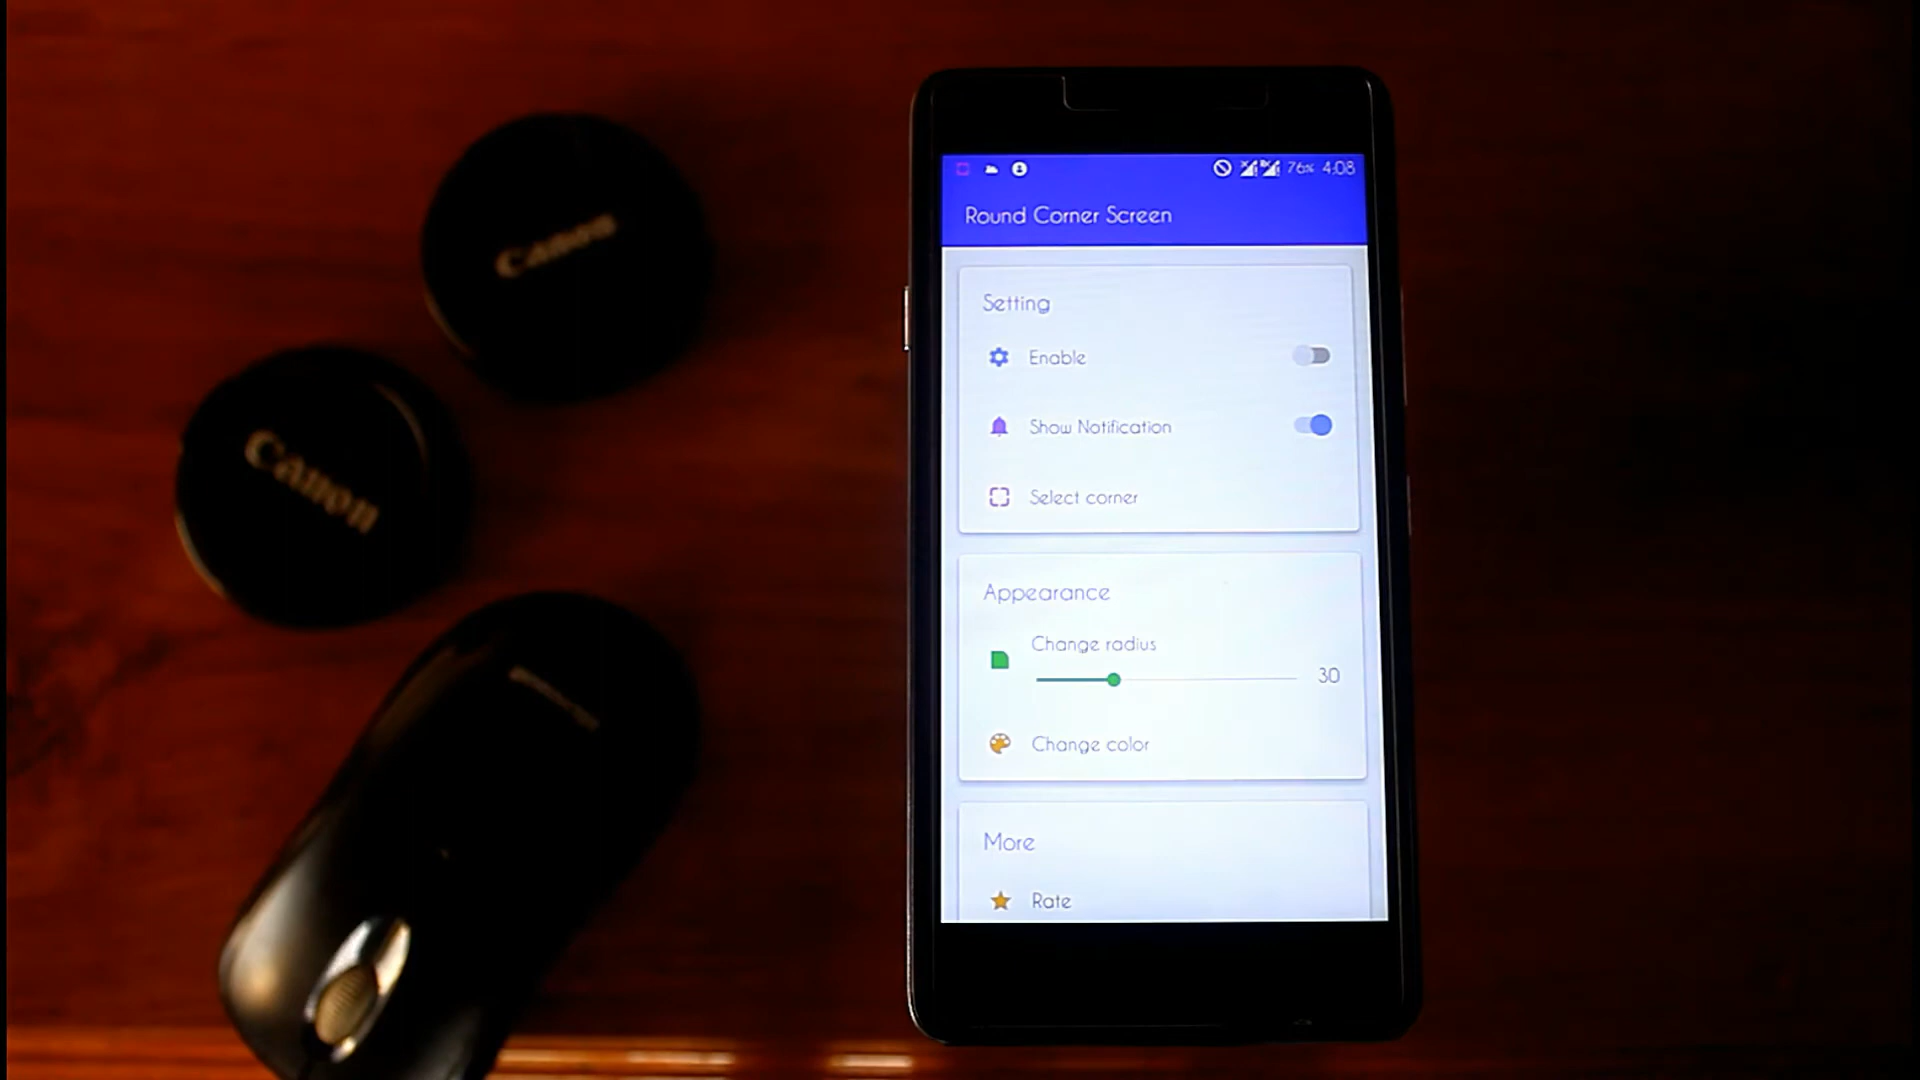 Canon
Canon
76% 4:08
Round Corner Screen
Setting
Enable
Show Notification
Select corner
Appearance
Change radius
30
Change color
More
Rate